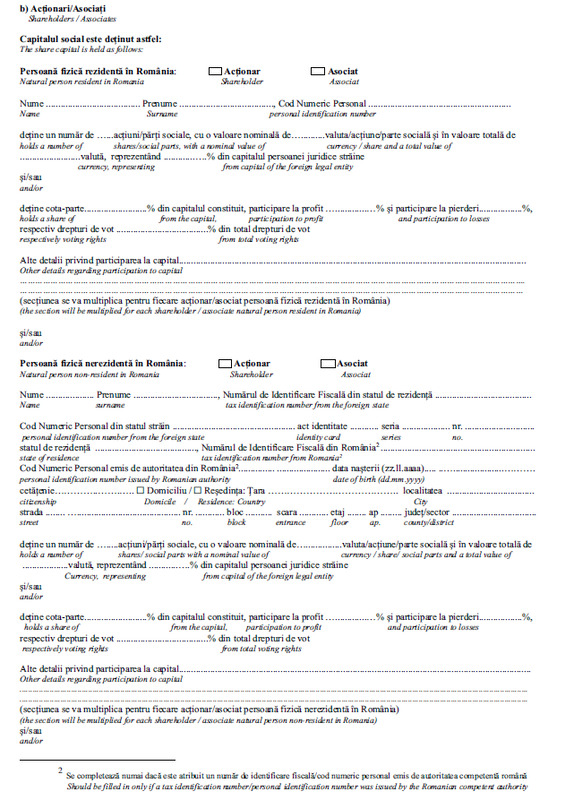 b) Acționari/Asociați
Shareholders / Associates
Capitalul social este deținut astfel:
The share capital is held as follows:
Persoană fizică rezidentă în România: Acționar Asociat
Natural person resident in Romania Shareholder Associat
Nume .......................... Prenume .........................., Cod Numeric Personal ..........................................
Name Surname personal identification number
deține un număr de ......acțiuni/părți sociale, cu o valoare nominală de............valuta/acțiune/parte socială și în valoare totală de
holds a number of shares/social parts, with a nominal value of currency / share and a total value of
......................valută, reprezentând ..............% din capitalul persoanei juridice străine
currency, representing from capital of the foreign legal entity
și/sau
and/or
deține cota-parte......................% din capitalul constituit, participare la profit ..................% și participare la pierderi................%,
holds a share of from the capital, participation to profit and participation to losses
respectiv drepturi de vot ..................................% din total drepturi de vot
respectively voting rights from total voting rights
Alte detalii privind participarea la capital..........................................................................................
Other details regarding participation to capital
..........................................................................................
..........................................................................................
(secțiunea se va multiplica pentru fiecare acționar/asociat persoană fizică rezidentă în România)
(the section will be multiplied for each shareholder / associate natural person resident in Romania)
și/sau
and/or
Persoană fizică nerezidentă în România: Acționar Asociat
Natural person non-resident in Romania Shareholder Associat
Nume ................... Prenume ..............................., Numărul de Identificare Fiscală din statul de rezidență ..............................
Name surname tax identification number from the foreign state
Cod Numeric Personal din statul străin .......................................... act identitate ............ seria ................... nr. .....................
personal identification number from the foreign state identity card series no.
statul de rezidență ....................................., Numărul de Identificare Fiscală din România2 ..............................................
state of residence tax identification number from Romania2
Cod Numeric Personal emis de autoritatea din România2.................................. data nașterii (zz.ll.aaaa)..................................
personal identification number issued by Romanian authority date of birth (dd.mm.yyyy)
cetățenie............................. Domiciliu / Reședința: Țara ................................................ localitatea .......................
citizenship Domicile / Residence: Country City
strada .................................................. nr. .......... bloc .......... scara ........... etaj ....... ap. ....... județ/sector ..............................
street no. block entrance floor ap. county/district
deține un număr de ........acțiuni/părți sociale, cu o valoare nominală de................valuta/acțiune/parte socială și în valoare totală de
holds a number of shares/ social parts with a nominal value of currency / share/ social parts and a total value of
.................valută, reprezentând ..............% din capitalul persoanei juridice străine
Currency, representing from capital of the foreign legal entity
și/sau
and/or
deține cota-parte......................% din capitalul constituit, participare la profit ..................% și participare la pierderi................%,
holds a share of from the capital, participation to profit and participation to losses
respectiv drepturi de vot ..................................% din total drepturi de vot
respectively voting rights from total voting rights
Alte detalii privind participarea la capital..........................................................................................
Other details regarding participation to capital
..........................................................................................
..........................................................................................
(secțiunea se va multiplica pentru fiecare acționar/asociat persoană fizică nerezidentă în România)
(the section will be multiplied for each shareholder / associate natural person non-resident in Romania)
și/sau
and/or
2 Se completează numai dacă este atribuit un număr de identificare fiscală/cod numeric personal emis de autoritatea competentă română
Should be filled in only if a tax identification number/personal identification number was issued by the Romanian competent authority